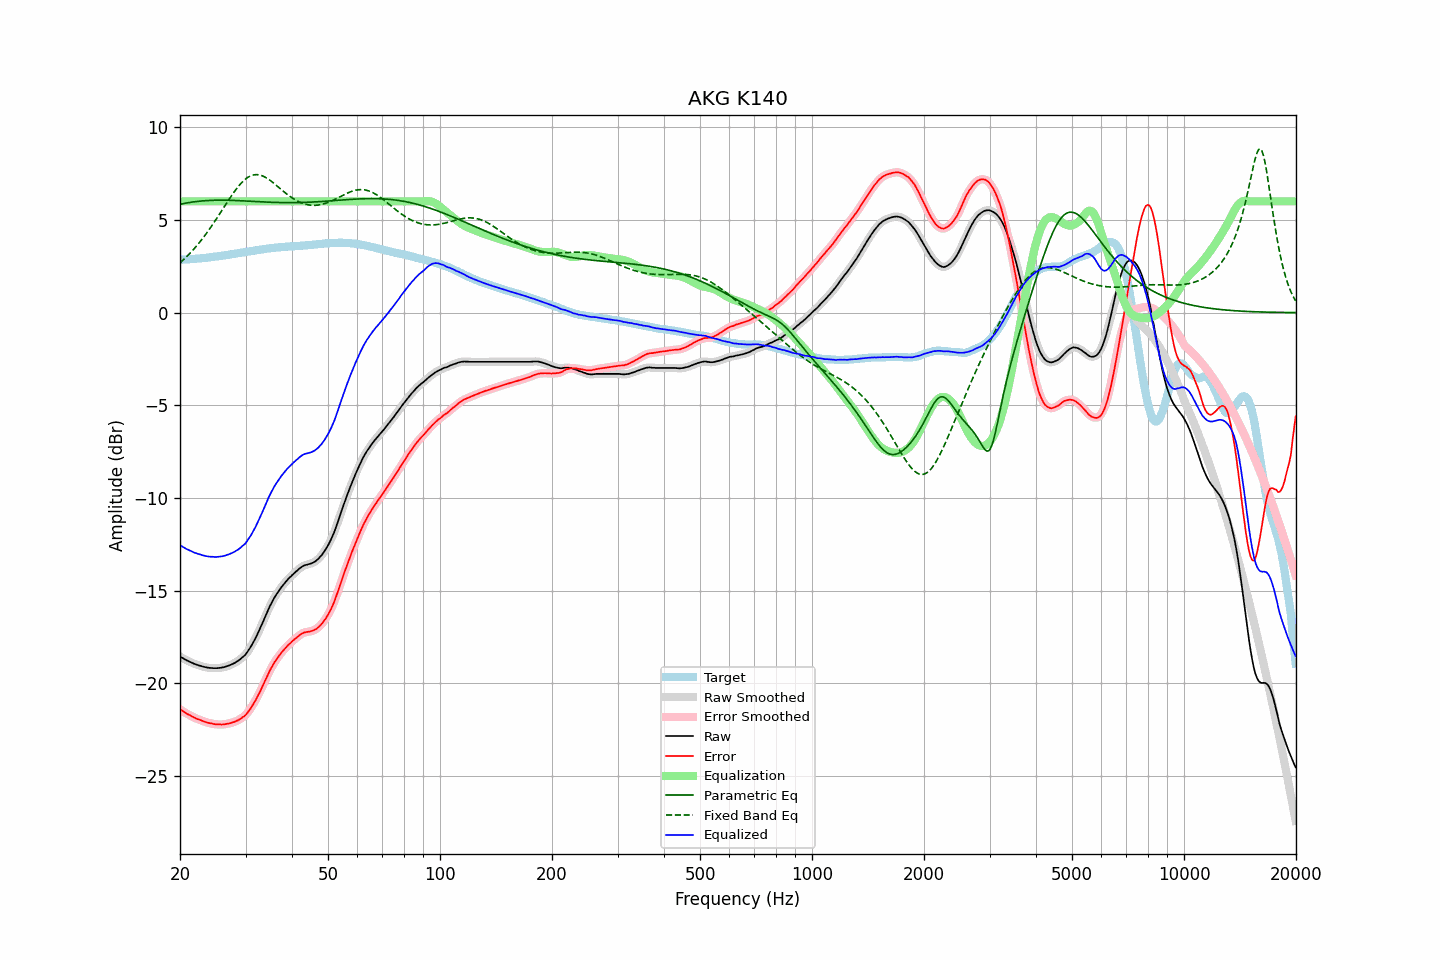 AKG K140
10
5
0
−5
−10
−15
−20
−25
Amplitude (dBr)
Target
Raw Smoothed
Error Smoothed
Raw
Error
Equalization
Parametric Eq
Fixed Band Eq
Equalized
20 50 100 200 500 1000 2000 5000 10000 20000
Frequency (Hz)